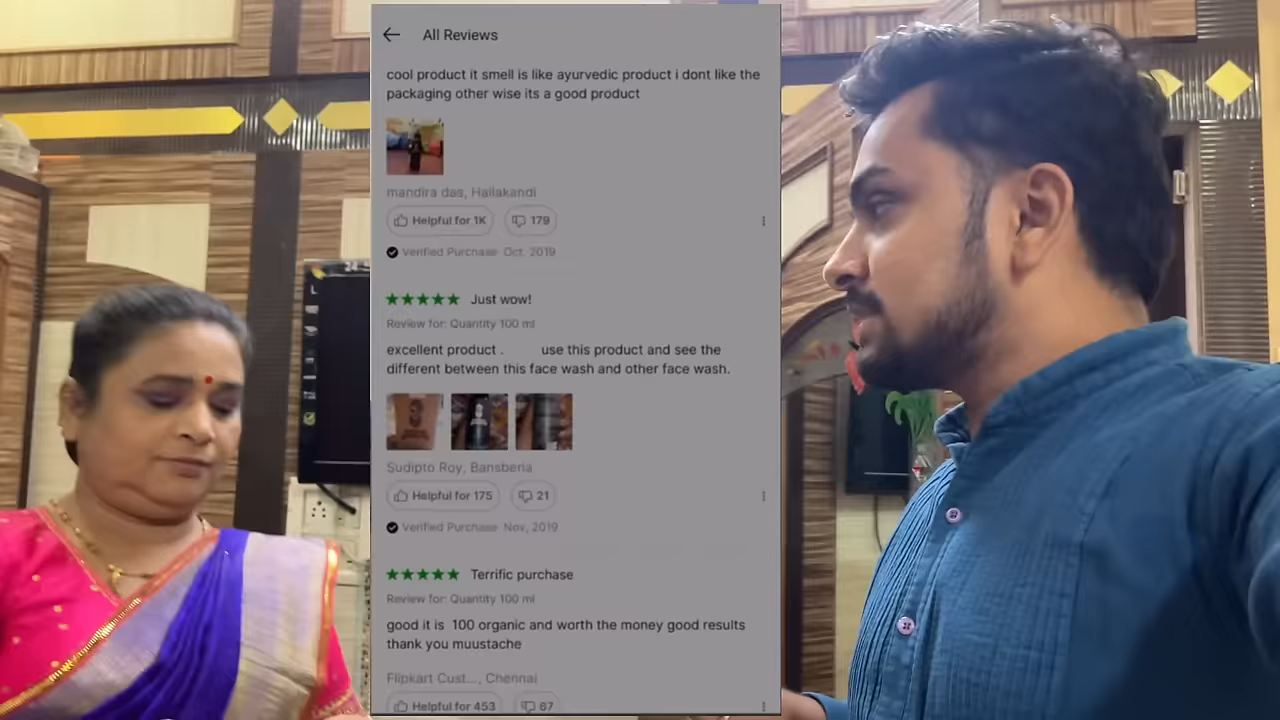 All Reviews
cool product it smell is like ayurvedic product i dont like the
packaging other wise its a good product
mandira das, Hailakandi
Helpful for 1K
179
Verified Purchase Oct, 2019
Just wow!
Review for: Quantity 100 ml
excellent product . use this product and see the
different between this face wash and other face wash.
Sudipto Roy, Bansberia
Helpful for 175
21
Verified Purchase Nov, 2019
Terrific purchase
Review for: Quantity 100 ml
good it is 100 organic and worth the money good results
thank you muustache
Flipkart Cust..., Chennai
Helpful for 453
67